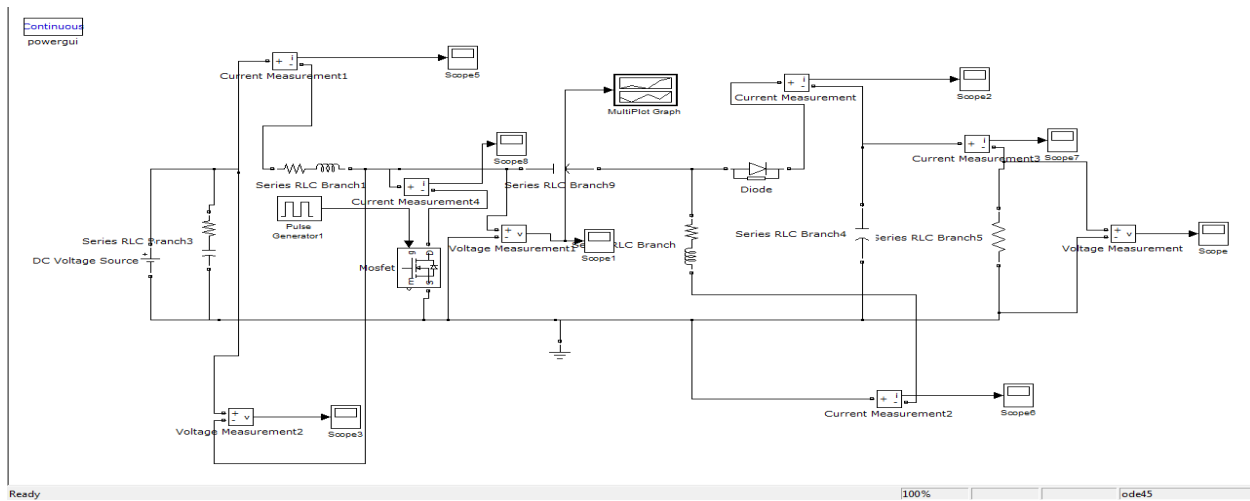 Continuous
powergui
Current Measurement1
Scope5
MultiPlot Graph
Current Measurement
Scope2
Scope8
Current Measurement3
Scope7
Series RLC Branch1
Current Measurement4
Series RLC Branch9
Diode
Pulse
Generator1
Series RLC Branch3
DC Voltage Source
Mosfet
g
D
m
S
Voltage Measurement1
Scope1
RLC Branch
Series RLC Branch4
Series RLC Branch5
Voltage Measurement
Scope
Voltage Measurement2
Scope3
Current Measurement2
Scope6
+
-
i
v
Ready
100%
ode45